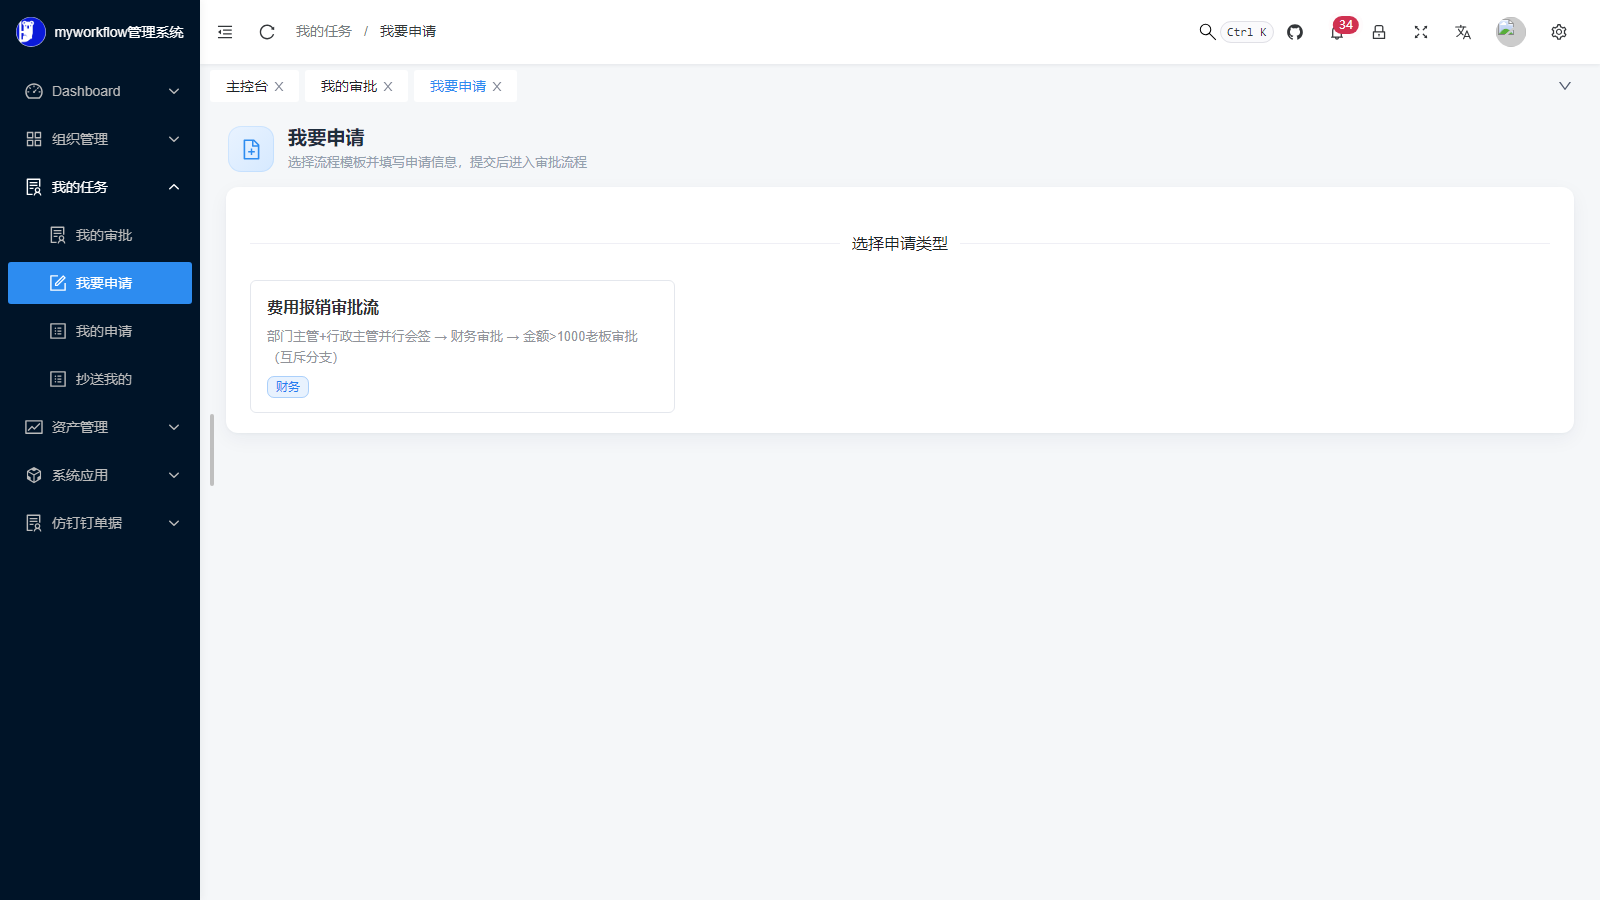 myworkflow管理系统
我的任务 / 我要申请
Ctrl K
34
Dashboard
组织管理
我的任务
我的审批
我要申请
我的申请
抄送我的
资产管理
系统应用
仿钉钉单据
主控台
我的审批
我要申请
我要申请
选择流程模板并填写申请信息，提交后进入审批流程
选择申请类型
费用报销审批流
部门主管+行政主管并行会签 → 财务审批 → 金额>1000老板审批
（互斥分支）
财务